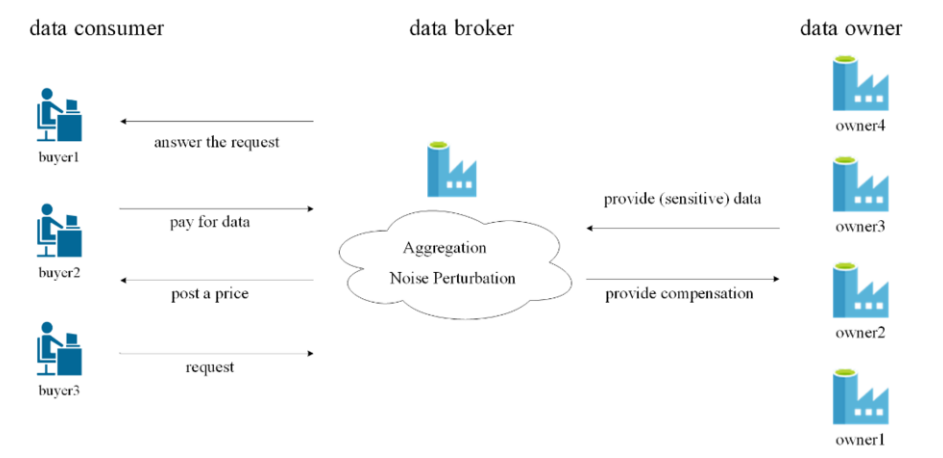 data consumer
data broker
data owner
buyer1
answer the request
pay for data
buyer2
post a price
request
buyer3
Aggregation
Noise Perturbation
provide (sensitive) data
provide compensation
owner4
owner3
owner2
owner1